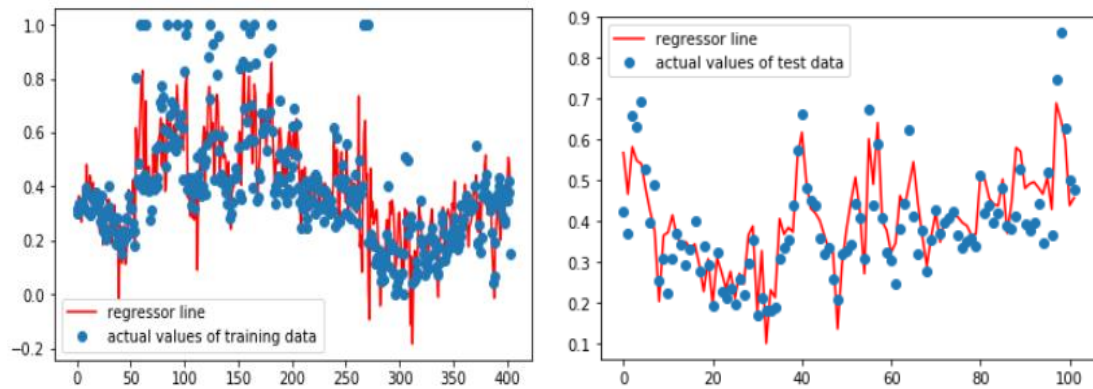 1.0
0.8
0.6
0.4
0.2
0.0
−0.2
regressor line
actual values of training data
0 50 100 150 200 250 300 350 400
0.9
0.8
0.7
0.6
0.5
0.4
0.3
0.2
0.1
regressor line
actual values of test data
0 20 40 60 80 100